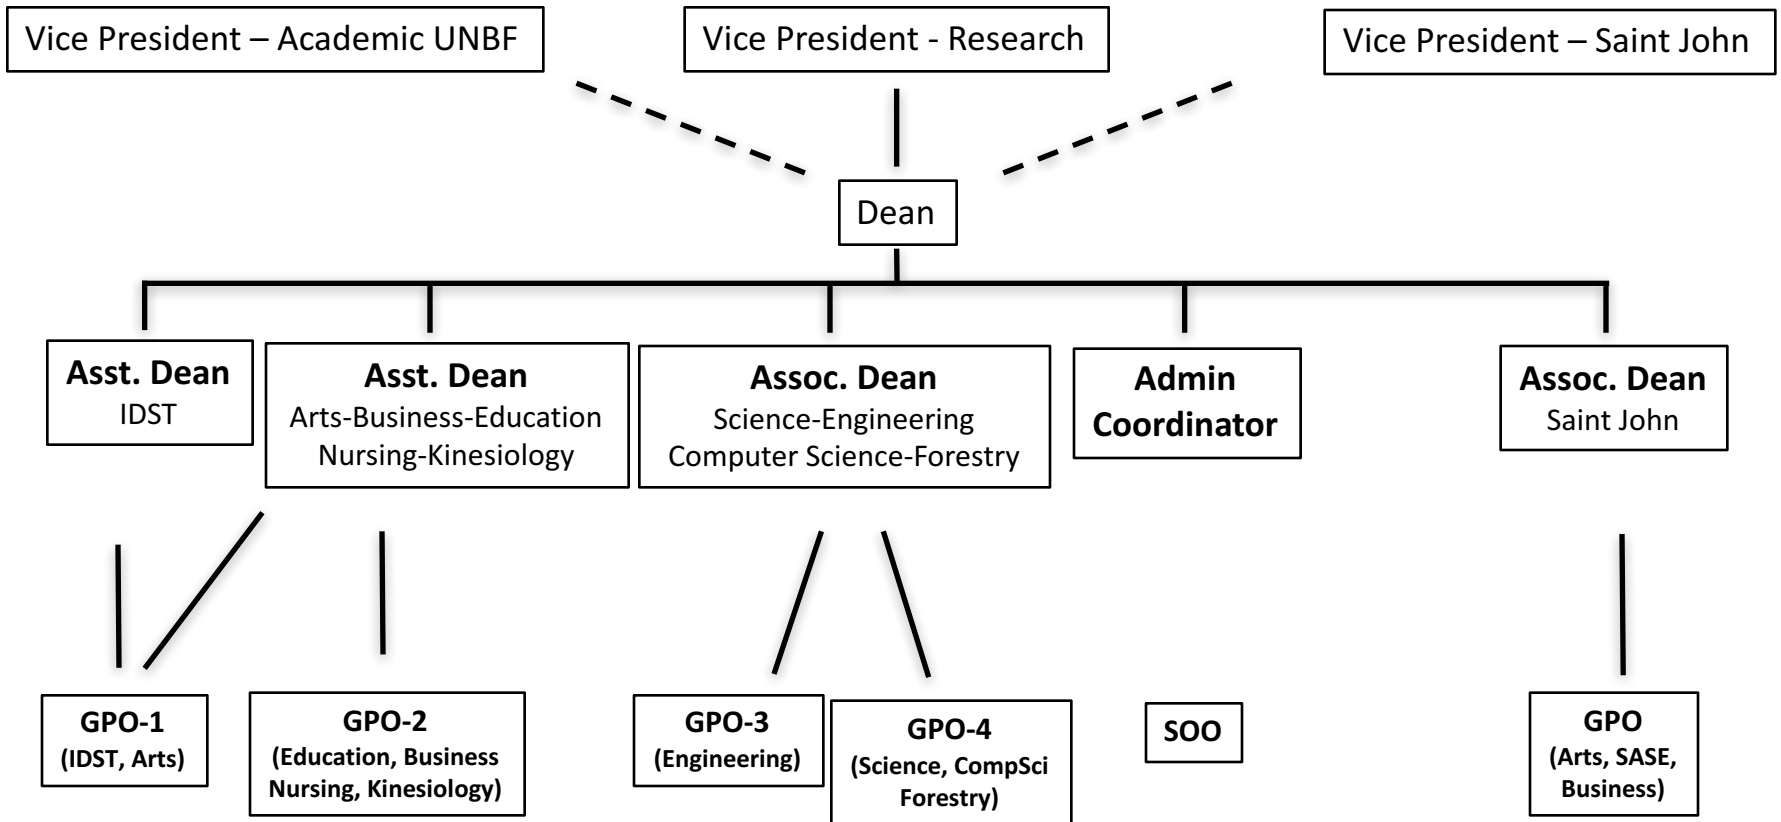 Vice President – Academic UNBF
Vice President - Research
Vice President – Saint John
Dean
Asst. Dean
IDST
Asst. Dean
Arts-Business-Education
Nursing-Kinesiology
Assoc. Dean
Science-Engineering
Computer Science-Forestry
Admin
Coordinator
Assoc. Dean
Saint John
GPO-1
(IDST, Arts)
GPO-2
(Education, Business
Nursing, Kinesiology)
GPO-3
(Engineering)
GPO-4
(Science, CompSci
Forestry)
SOO
GPO
(Arts, SASE,
Business)